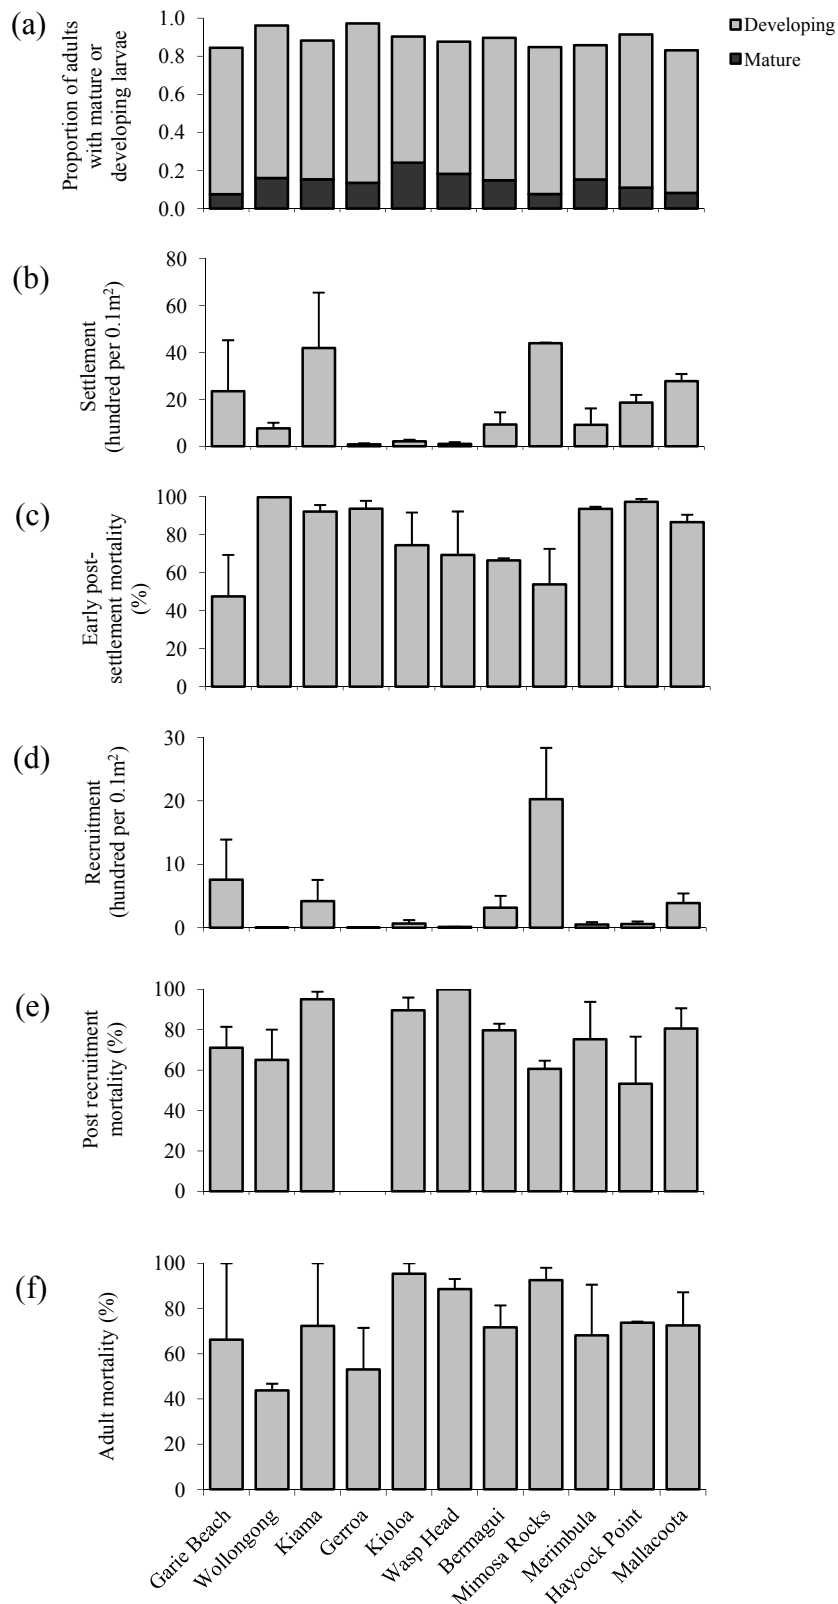 (a)
Proportion of adults
with mature or
developing larvae
1.0
0.8
0.6
0.4
0.2
0.0
Developing
Mature
(b)
Settlement
(hundred per 0.1m²)
80
60
40
20
0
(c)
Early post-
settlement mortality
(%)
100
80
60
40
20
0
(d)
Recruitment
(hundred per 0.1m²)
30
20
10
0
(e)
Post recruitment
mortality (%)
100
80
60
40
20
0
(f)
Adult mortality (%)
100
80
60
40
20
0
Garie Beach
Wollongong
Kiama
Gerroa
Kioloa
Wasp Head
Bermagui
Mimosa Rocks
Merimbula
Haycock Point
Mallacoota